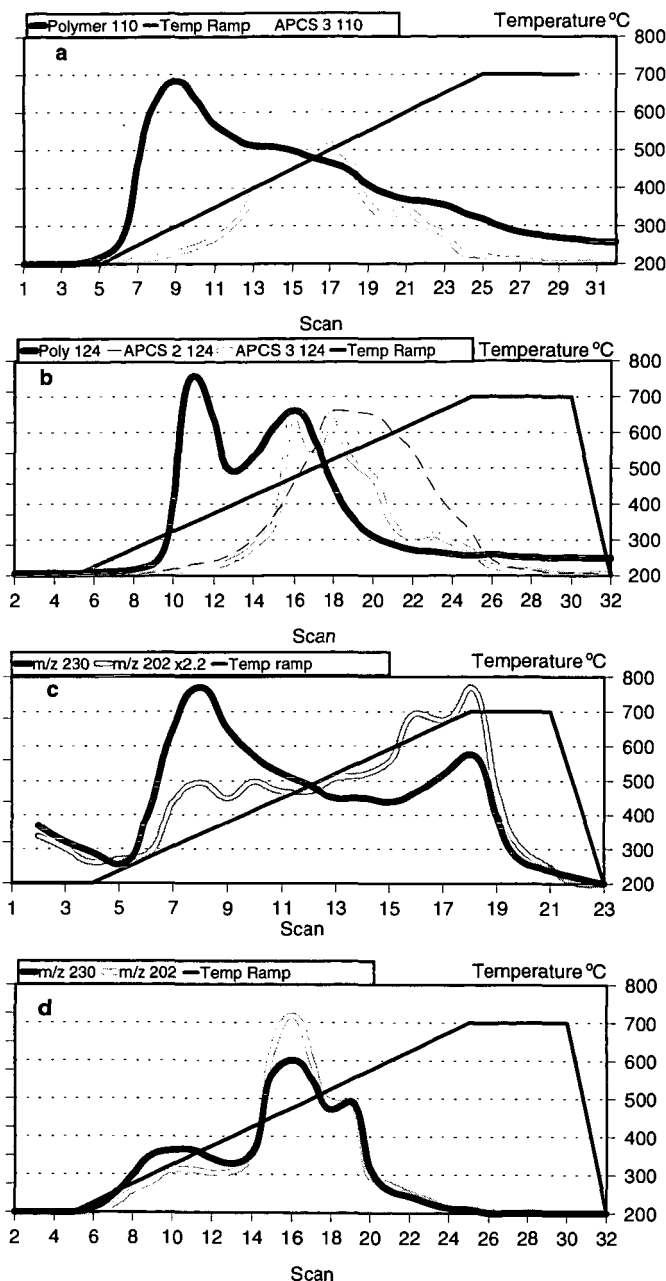 Polymer 110 Temp Ramp APCS 3 110 Temperature ºC
a
800
700
600
500
400
300
200
1 3 5 7 9 11 13 15 17 19 21 23 25 27 29 31
Scan
Poly 124 APCS 2 124 APCS 3 124 Temp Ramp Temperature ºC
b
800
700
600
500
400
300
200
2 4 6 8 10 12 14 16 18 20 22 24 26 28 30 32
Scan
m/z 230 m/z 202 x2.2 Temp ramp Temperature ºC
c
800
700
600
500
400
300
200
1 3 5 7 9 11 13 15 17 19 21 23
Scan
m/z 230 m/z 202 Temp Ramp Temperature ºC
d
800
700
600
500
400
300
200
2 4 6 8 10 12 14 16 18 20 22 24 26 28 30 32
Scan